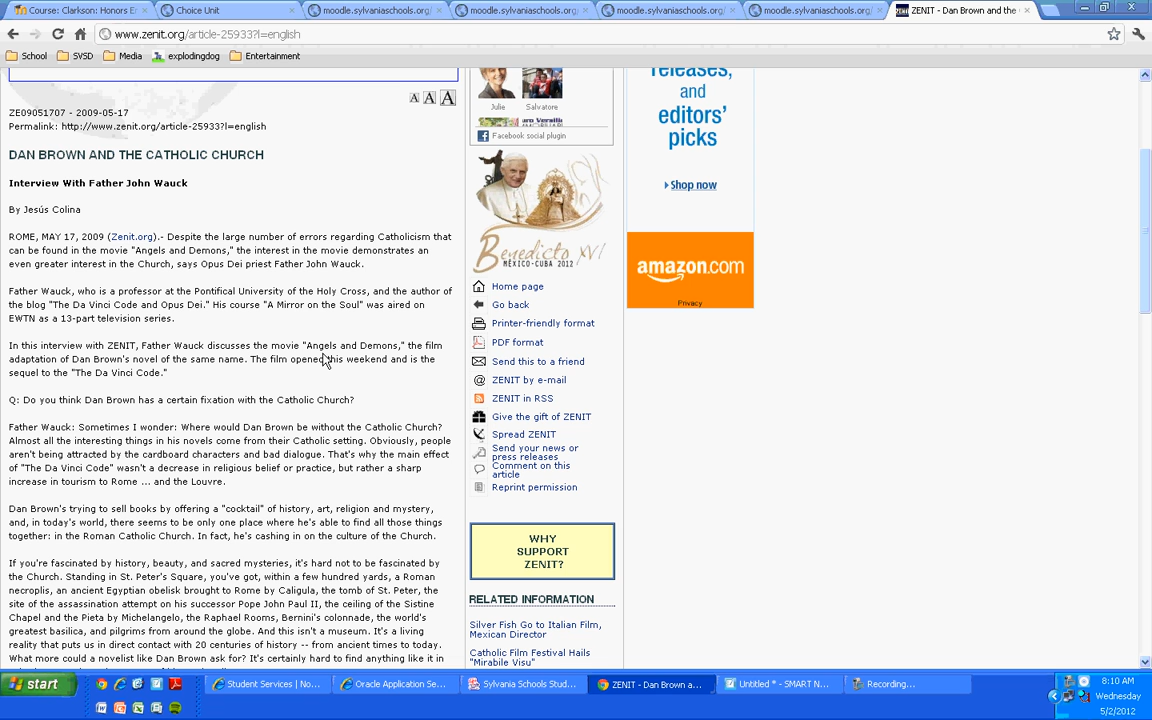 Course: Clarkson: Honors E
Choice Unit
moodle.sylvaniaschools.org/
moodle.sylvaniaschools.org/
moodle.sylvaniaschools.org/
moodle.sylvaniaschools.org/
ZENIT - Dan Brown and the
www.zenit.org/article-25933?l=english
School
SVSD
Media
explodingdog
Entertainment
A A A
ZE09051707 - 2009-05-17
Permalink: http://www.zenit.org/article-25933?l=english
DAN BROWN AND THE CATHOLIC CHURCH
Interview With Father John Wauck
By Jesús Colina
ROME, MAY 17, 2009 (Zenit.org).- Despite the large number of errors regarding Catholicism that
can be found in the movie "Angels and Demons," the interest in the movie demonstrates an
even greater interest in the Church, says Opus Dei priest Father John Wauck.
Father Wauck, who is a professor at the Pontifical University of the Holy Cross, and the author of
the blog "The Da Vinci Code and Opus Dei." His course "A Mirror on the Soul" was aired on
EWTN as a 13-part television series.
In this interview with ZENIT, Father Wauck discusses the movie "Angels and Demons," the film
adaptation of Dan Brown's novel of the same name. The film opened this weekend and is the
sequel to the "The Da Vinci Code."
Q: Do you think Dan Brown has a certain fixation with the Catholic Church?
Father Wauck: Sometimes I wonder: Where would Dan Brown be without the Catholic Church?
Almost all the interesting things in his novels come from their Catholic setting. Obviously, people
aren't being attracted by the cardboard characters and bad dialogue. That's why the main effect
of "The Da Vinci Code" wasn't a decrease in religious belief or practice, but rather a sharp
increase in tourism to Rome ... and the Louvre.
Dan Brown's trying to sell books by offering a "cocktail" of history, art, religion and mystery,
and, in today's world, there seems to be only one place where he's able to find all those things
together: in the Roman Catholic Church. In fact, he's cashing in on the culture of the Church.
If you're fascinated by history, beauty, and sacred mysteries, it's hard not to be fascinated by
the Church. Standing in St. Peter's Square, you've got, within a few hundred yards, a Roman
necroplis, an ancient Egyptian obelisk brought to Rome by Caligula, the tomb of St. Peter, the
site of the assassination attempt on his successor Pope John Paul II, the ceiling of the Sistine
Chapel and the Pieta by Michelangelo, the Raphael Rooms, Bernini's colonnade, the world's
greatest basilica, and pilgrims from around the globe. And this isn't a museum. It's a living
reality that puts us in direct contact with 20 centuries of history -- from ancient times to today.
What more could a novelist like Dan Brown ask for? It's certainly hard to find anything like it in
Julie
Salvatore
Facebook social plugin
Benedicto XVI
MÉXICO-CUBA 2012
Home page
Go back
Printer-friendly format
PDF format
Send this to a friend
ZENIT by e-mail
ZENIT in RSS
Give the gift of ZENIT
Spread ZENIT
Send your news or
press releases
Comment on this
article
Reprint permission
WHY
SUPPORT
ZENIT?
RELATED INFORMATION
Silver Fish Go to Italian Film,
Mexican Director
Catholic Film Festival Hails
"Mirabile Visu"
releases,
and
editors'
picks
Shop now
amazon.com
Privacy
start
Student Services | No...
Oracle Application Se...
Sylvania Schools Stud...
ZENIT - Dan Brown a...
Untitled * - SMART N...
Recording...
8:10 AM
Wednesday
5/2/2012